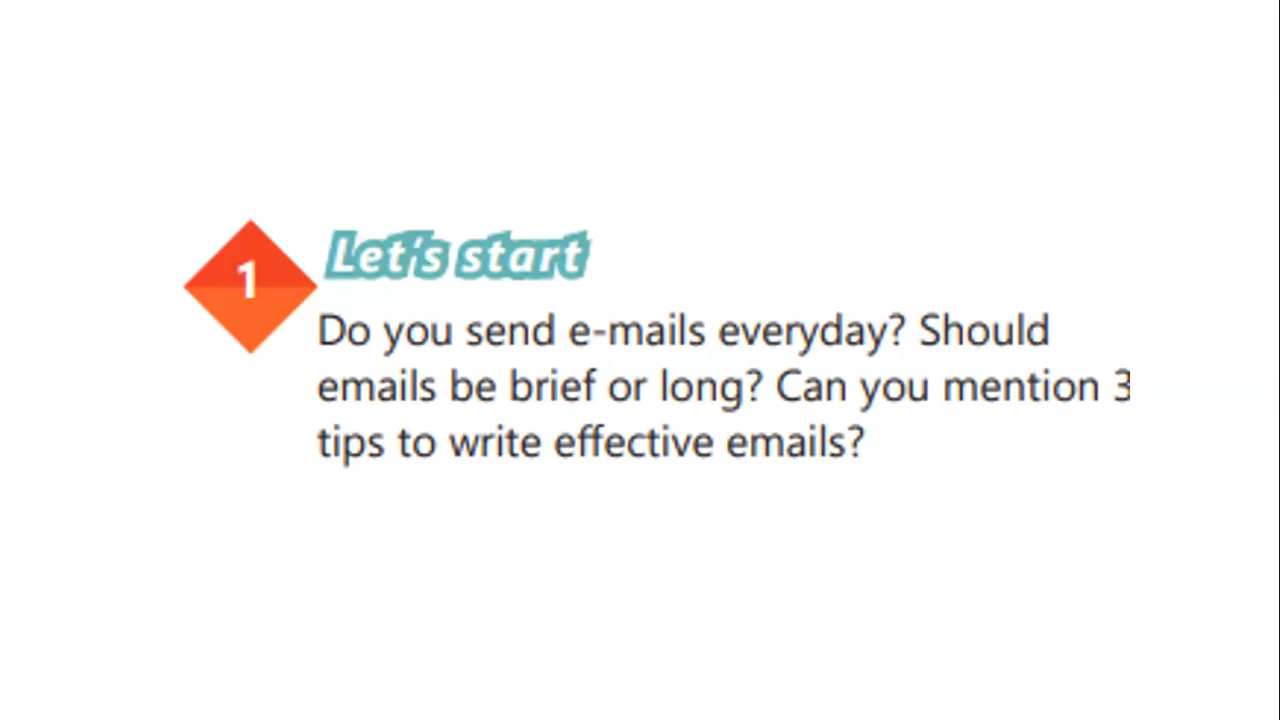 1
Let's start
Do you send e-mails everyday? Should
emails be brief or long? Can you mention 3
tips to write effective emails?